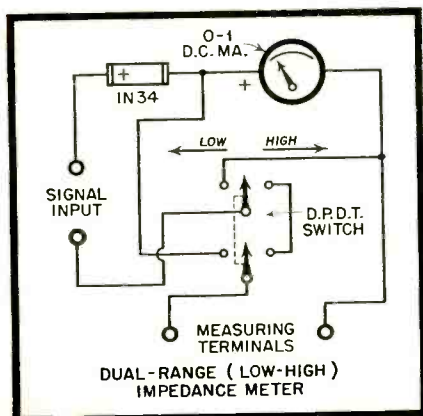 0-1
D.C. MA.
+
+
IN34
LOW
HIGH
SIGNAL
INPUT
D.P.D.T.
SWITCH
MEASURING
TERMINALS
DUAL-RANGE (LOW-HIGH)
IMPEDANCE METER